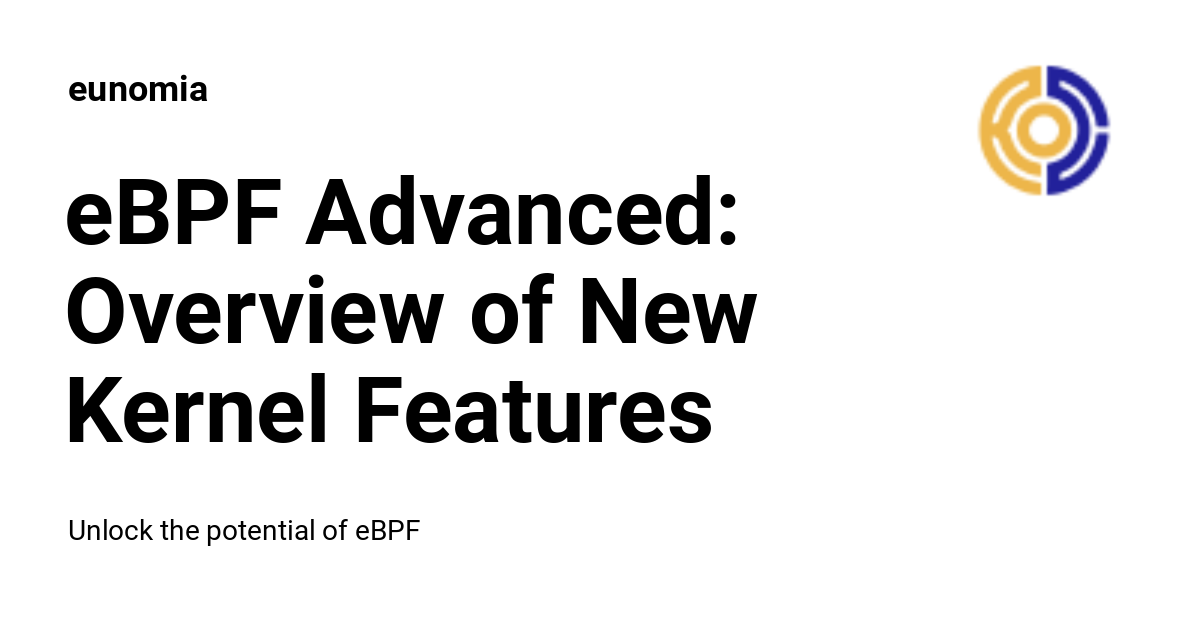 eunomia
eBPF Advanced:
Overview of New
Kernel Features
Unlock the potential of eBPF